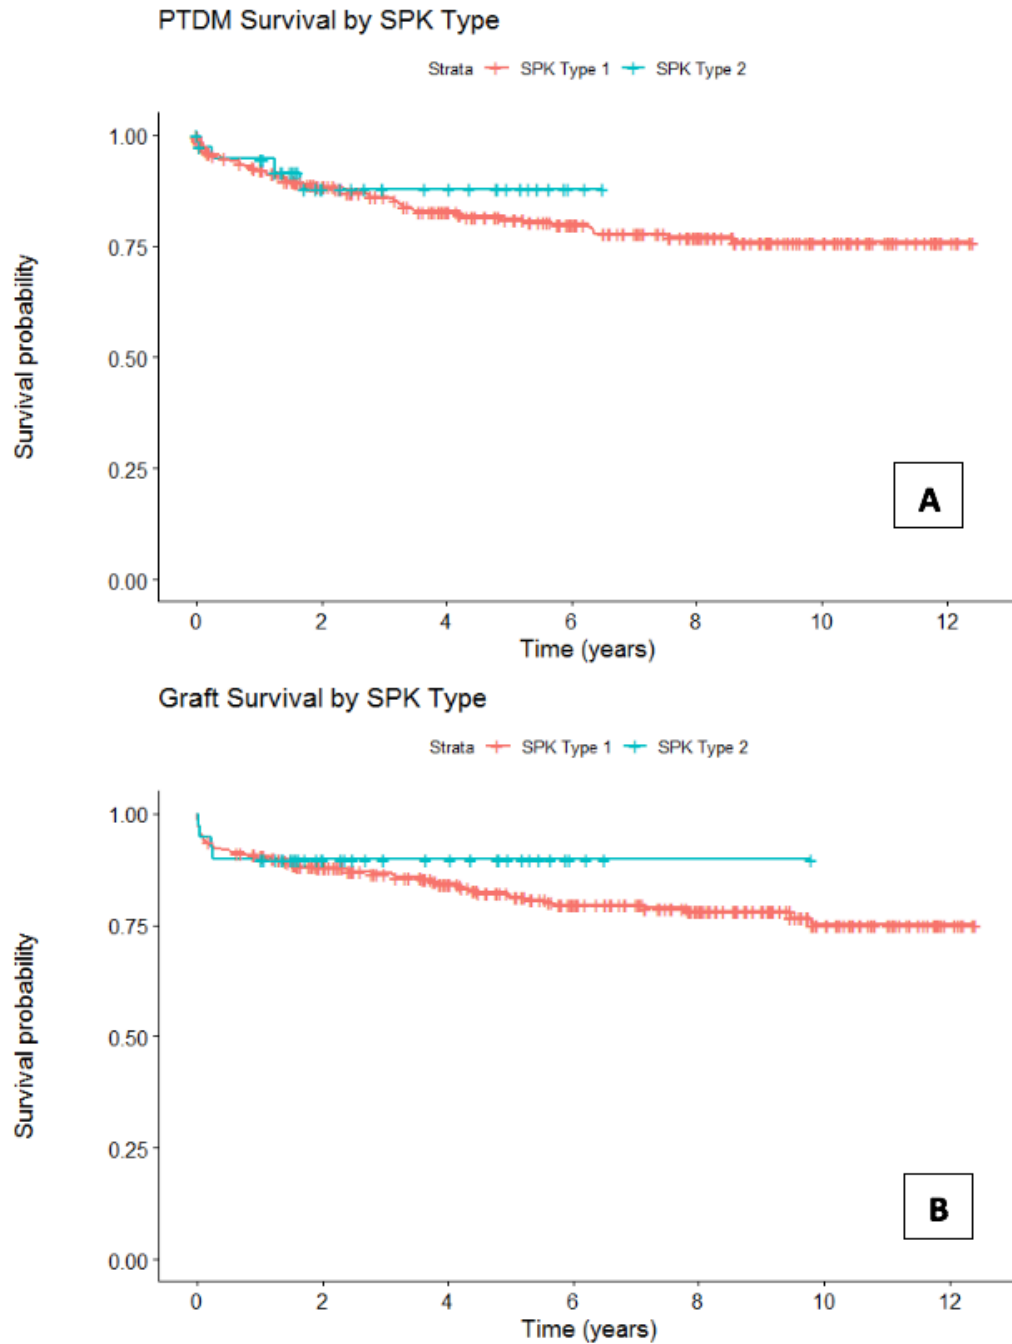 PTDM Survival by SPK Type
Strata SPK Type 1 SPK Type 2
Survival probability
1.00
0.75
0.50
0.25
0.00
A
0 2 4 6 8 10 12
Time (years)
Graft Survival by SPK Type
Strata SPK Type 1 SPK Type 2
Survival probability
1.00
0.75
0.50
0.25
0.00
B
0 2 4 6 8 10 12
Time (years)